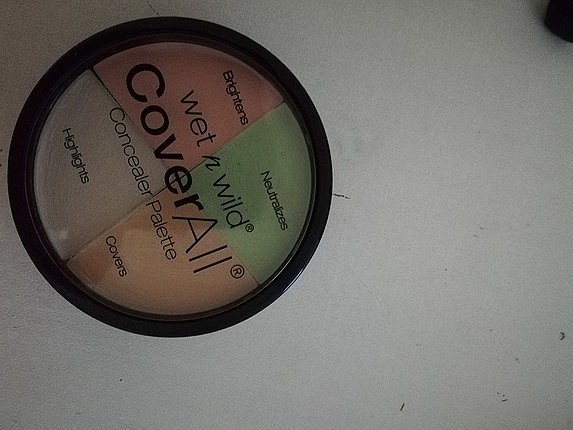 Brightens
wet n wild®
CoverAll®
Concealer Palette
Neutralizes
Highlights
Covers